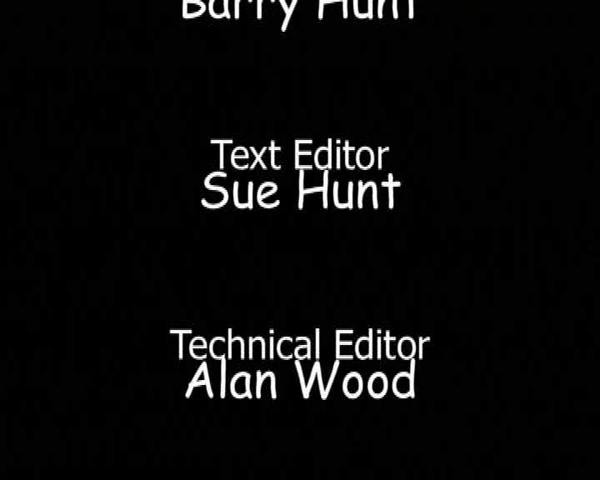 Barry Hunt
Text Editor
Sue Hunt
Technical Editor
Alan Wood